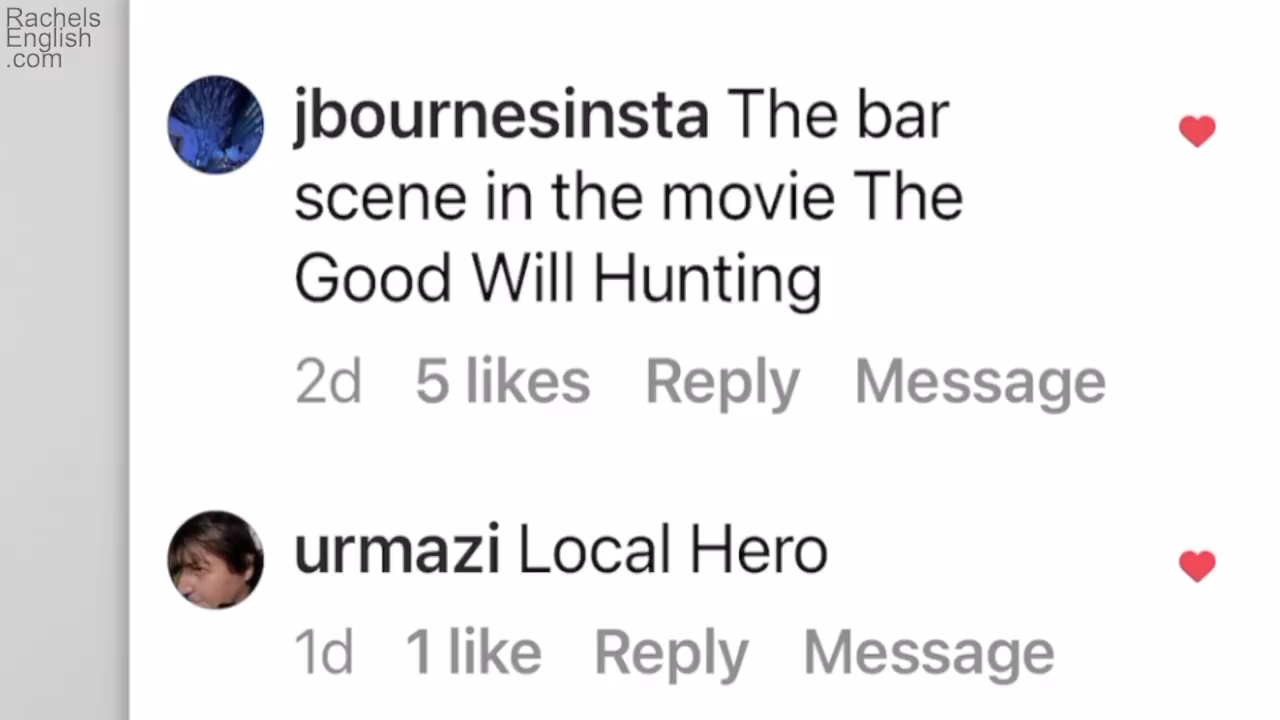 Rachels
English
.com
jbournesinsta The bar
scene in the movie The
Good Will Hunting
2d 5 likes Reply Message
urmazi Local Hero
1d 1 like Reply Message